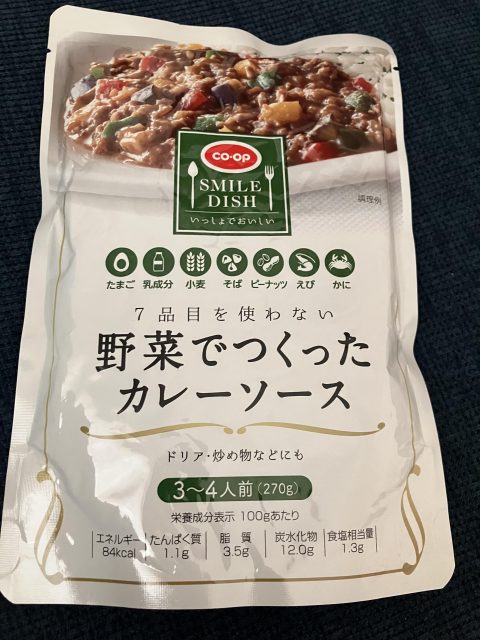 CO·OP
SMILE
DISH
いっしょでおいしい
調理例
たまご 乳成分 小麦 そば ピーナッツ えび かに
7品目を使わない
野菜でつくった
カレーソース
ドリア・炒め物などにも
3〜4人前(270g)
栄養成分表示 100gあたり
エネルギー たんぱく質 脂質 炭水化物 食塩相当量
84kcal 1.1g 3.5g 12.0g 1.3g